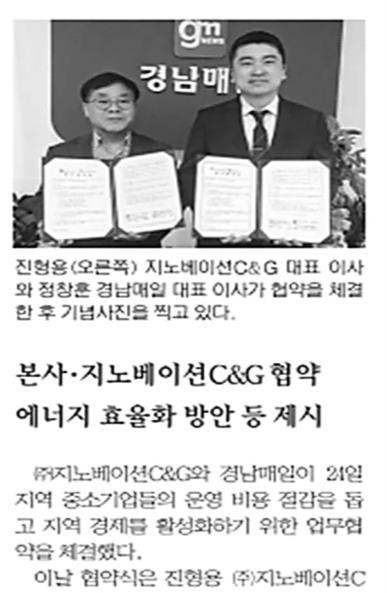 gm
NEWS
경남매일
진형용(오른쪽) 지노베이션C&G 대표 이사
와 정창훈 경남매일 대표 이사가 협약을 체결
한 후 기념사진을 찍고 있다.
본사·지노베이션C&G 협약
에너지 효율화 방안 등 제시
㈜지노베이션C&G와 경남매일이 24일
지역 중소기업들의 운영 비용 절감을 돕
고 지역 경제를 활성화하기 위한 업무협
약을 체결했다.
이날 협약식은 진형용 ㈜지노베이션C